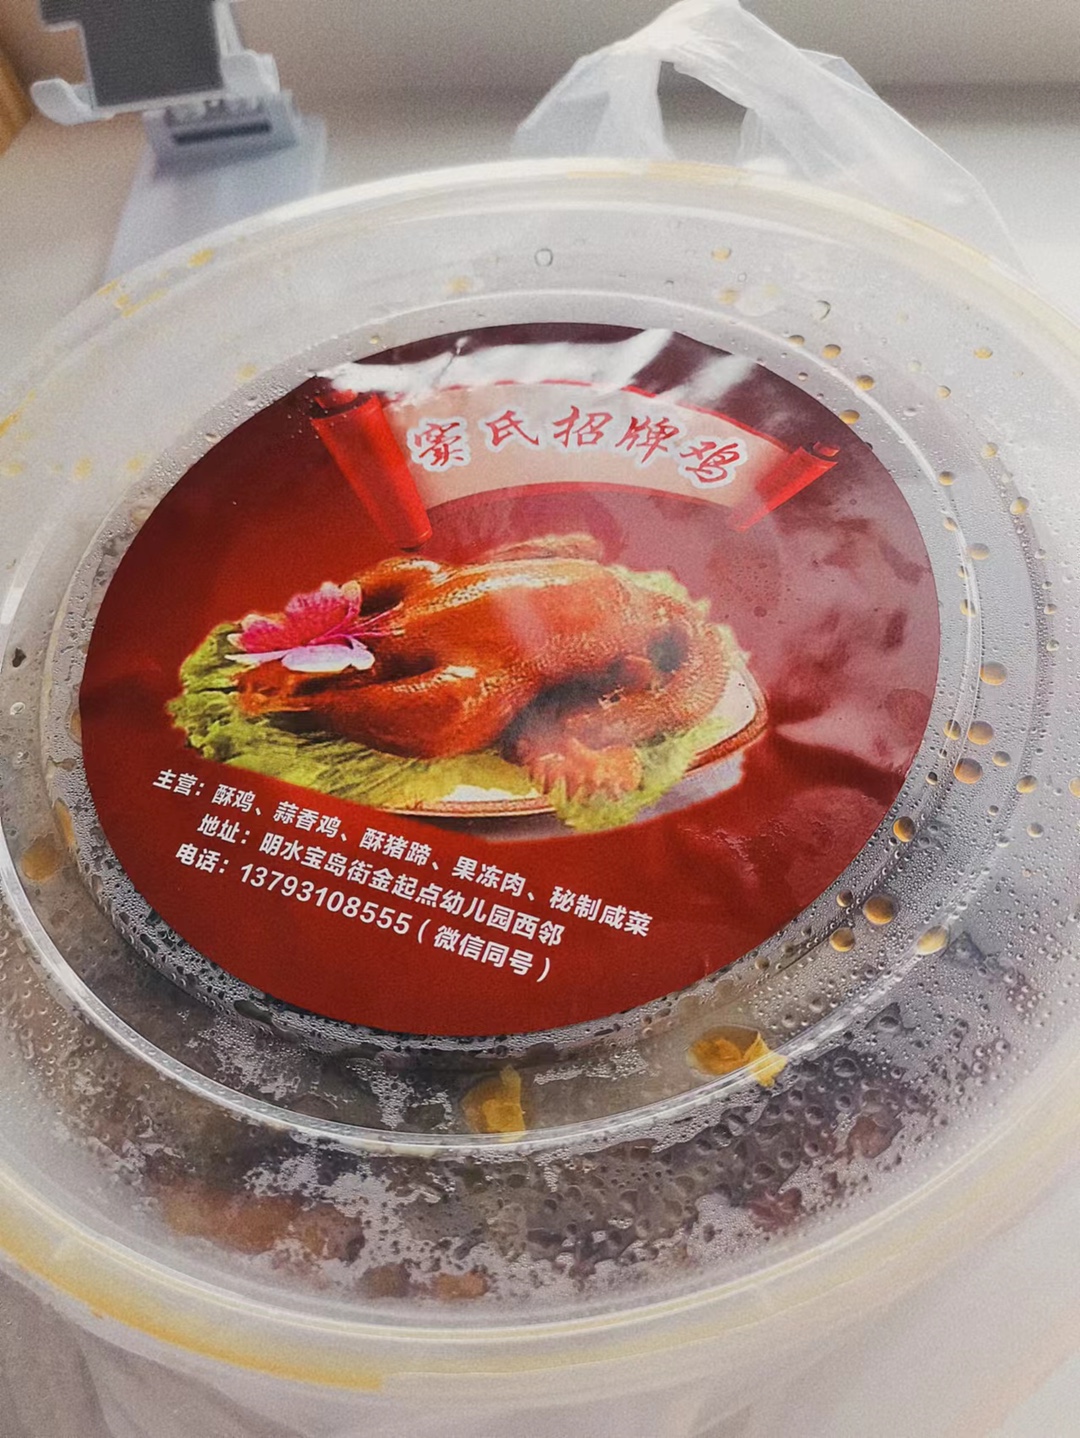 窦氏招牌鸡
主营：酥鸡、蒜香鸡、酥猪蹄、果冻肉、秘制咸菜
地址：明水宝岛街金起点幼儿园西邻
电话：13793108555（微信同号）